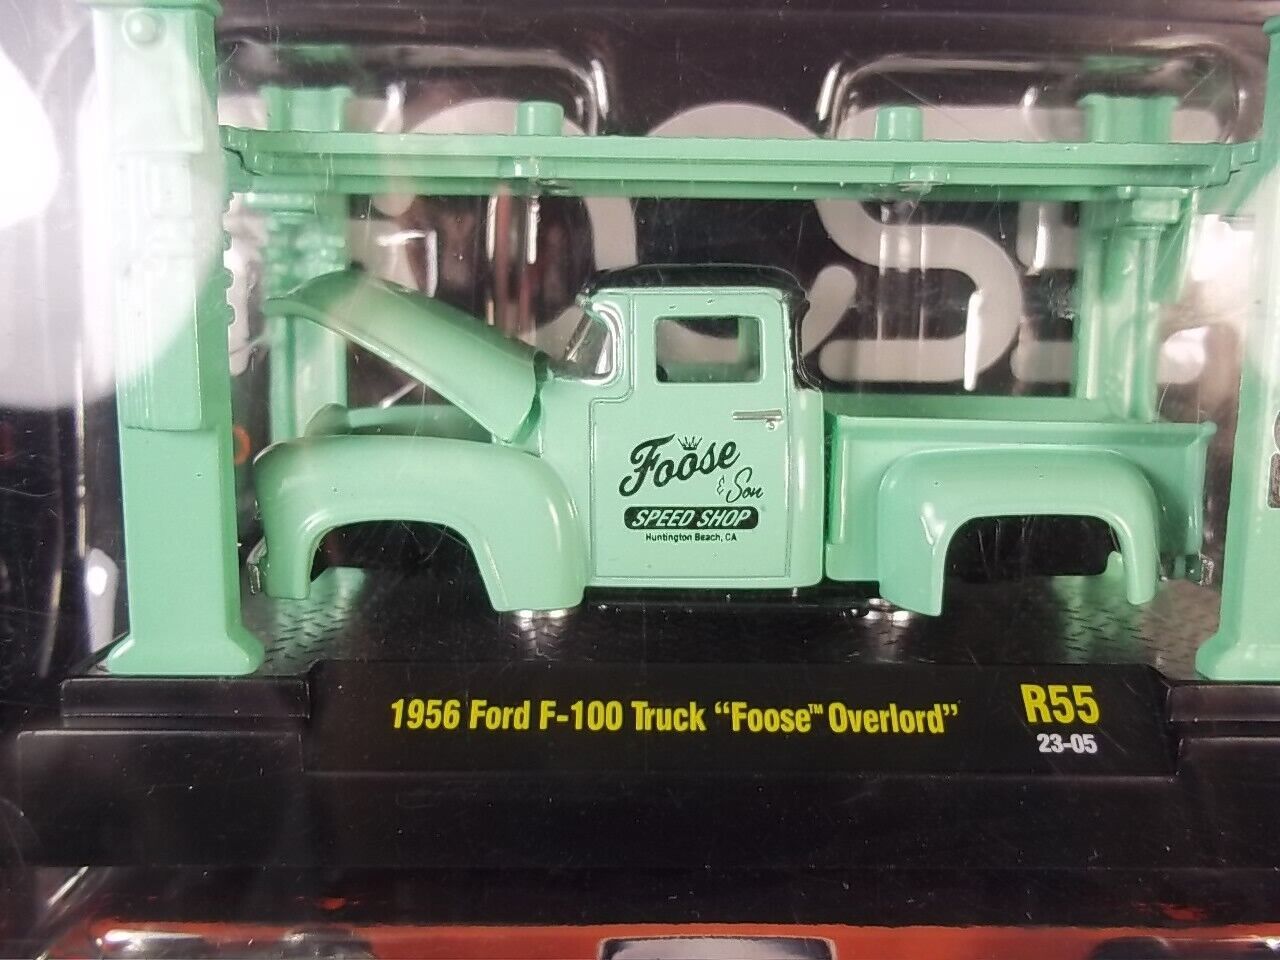 Foose
& Son
SPEED SHOP
Huntington Beach, CA
1956 Ford F-100 Truck "Foose™ Overlord"
R55
23-05